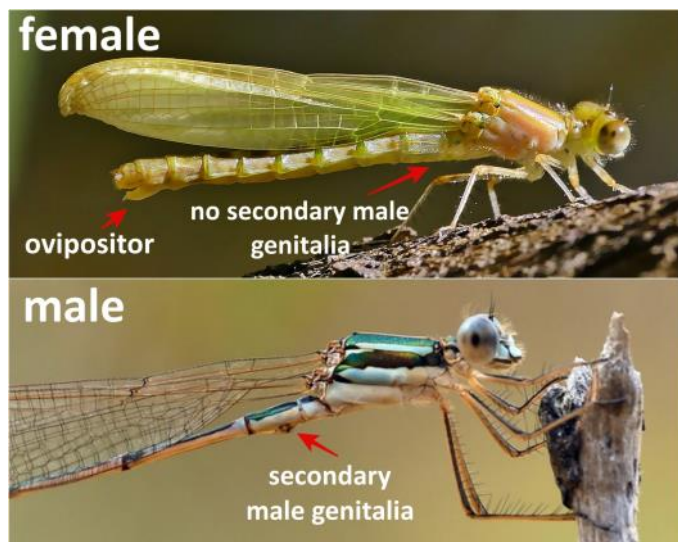 female
no secondary male
genitalia
ovipositor
male
secondary
male genitalia